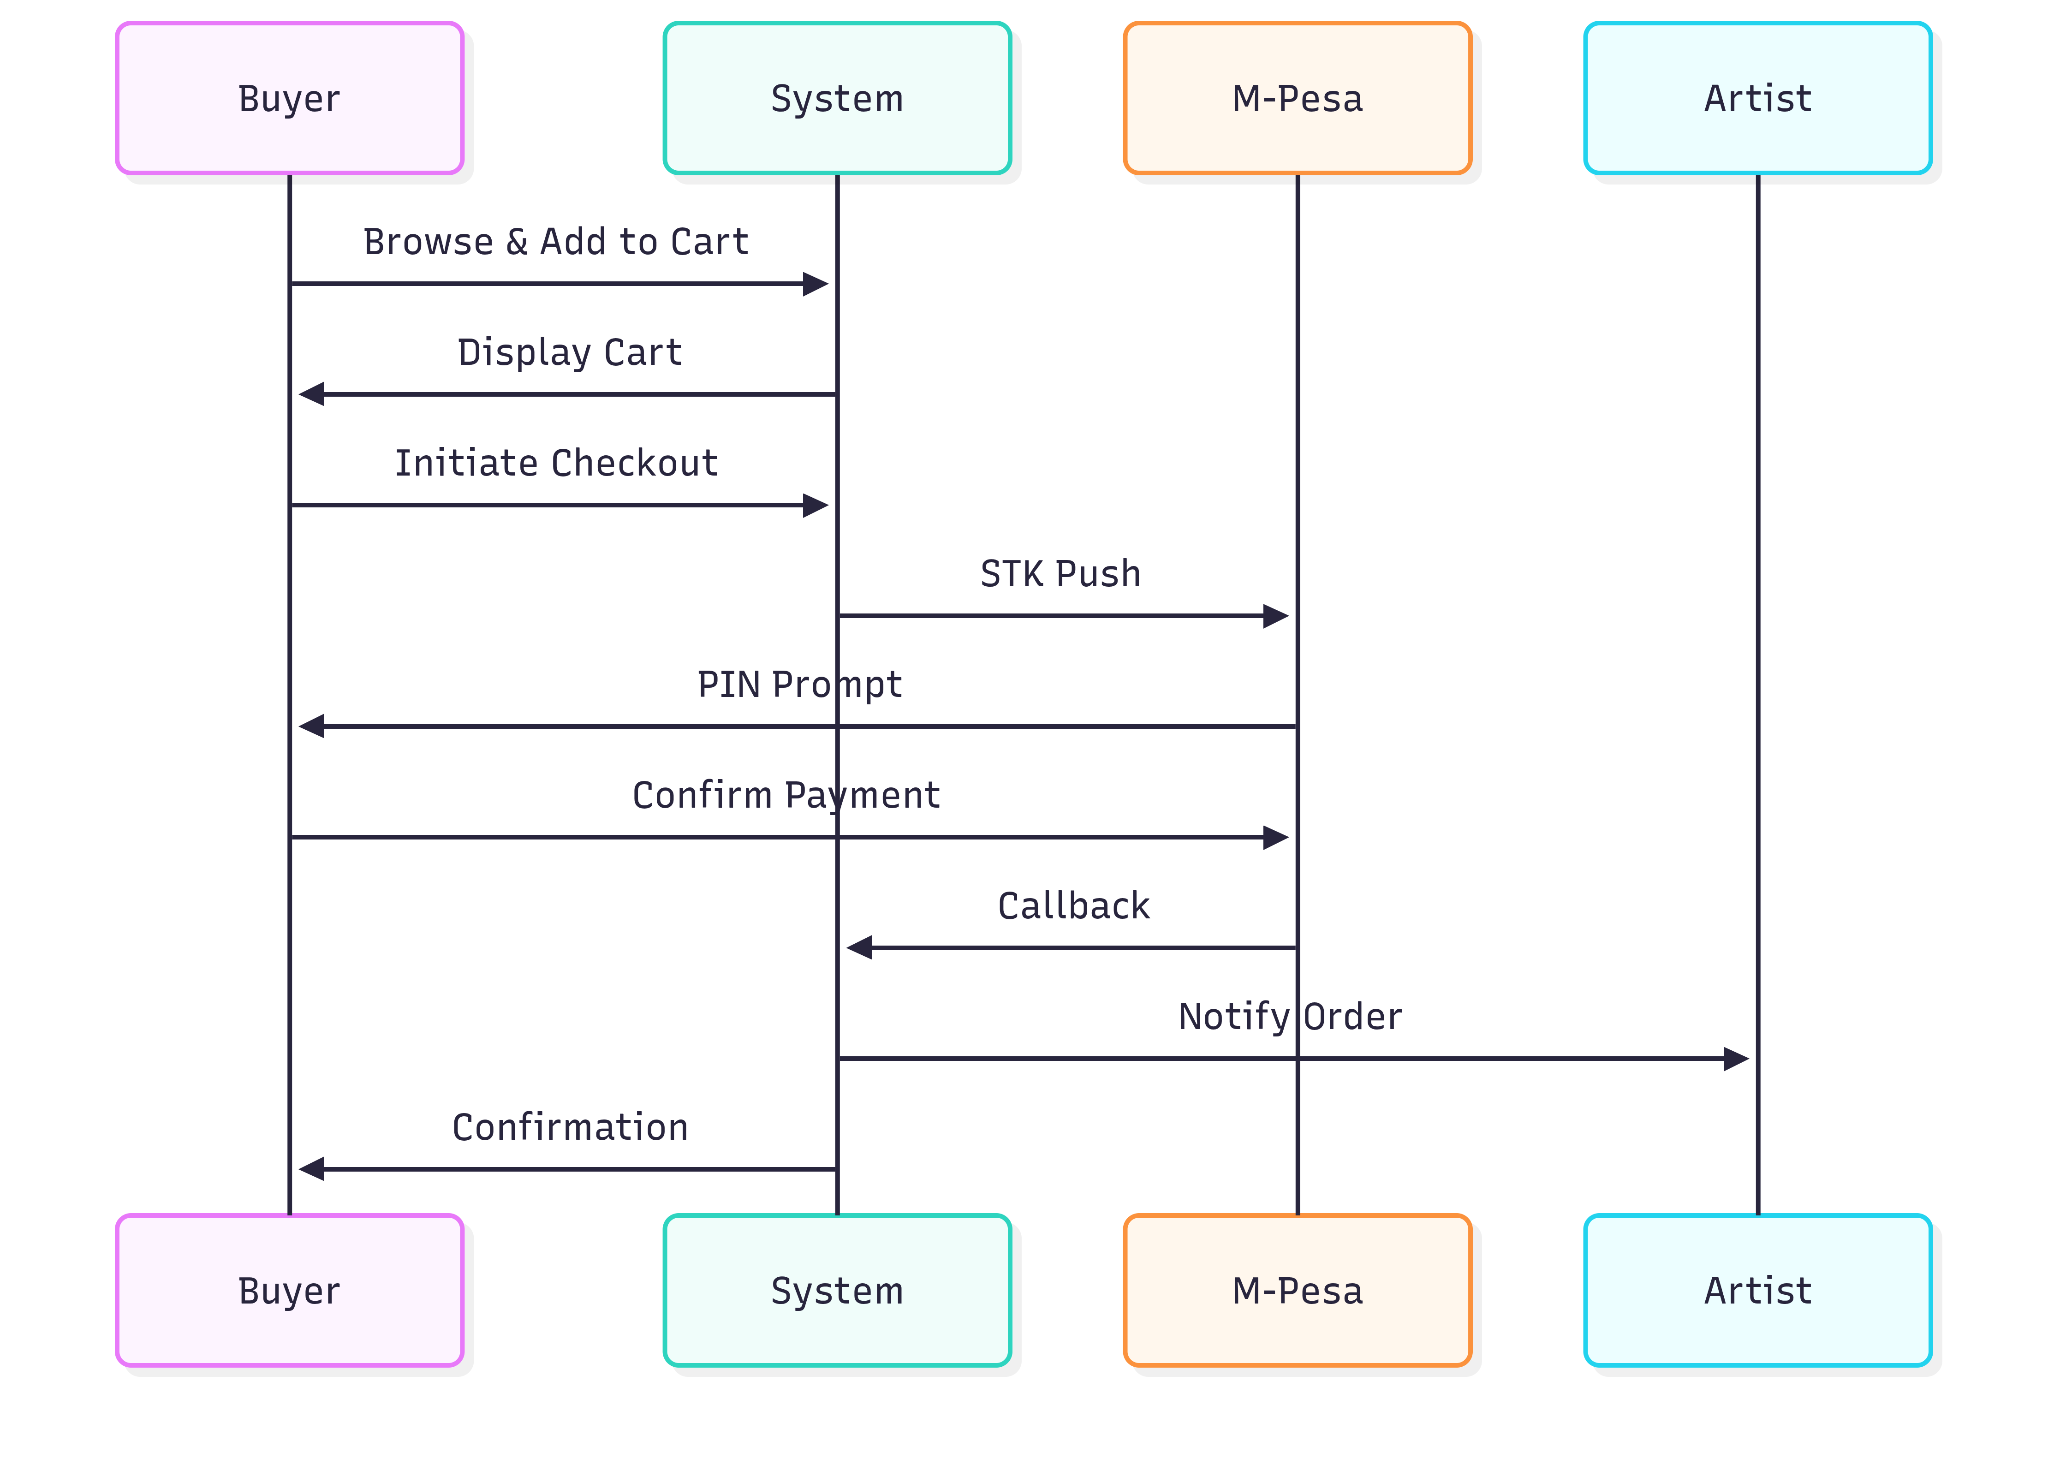 Buyer
System
M-Pesa
Artist
Browse & Add to Cart
Display Cart
Initiate Checkout
STK Push
PIN Prompt
Confirm Payment
Callback
Notify Order
Confirmation
Buyer
System
M-Pesa
Artist